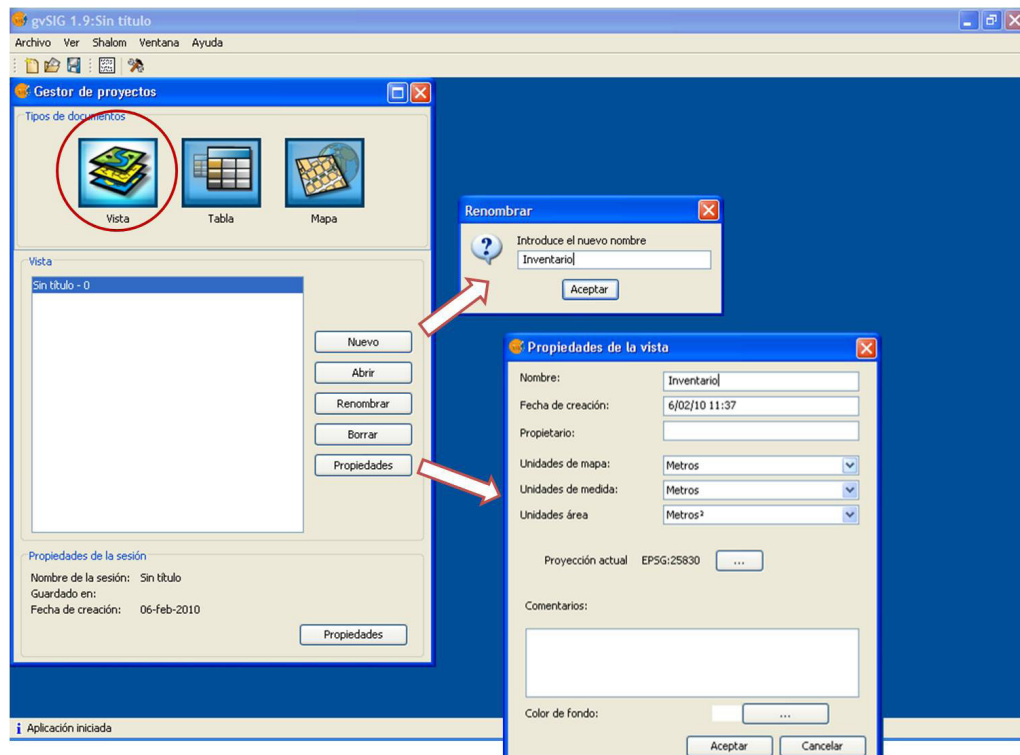 gvSIG 1.9:Sin título
Archivo Ver Shalom Ventana Ayuda
Gestor de proyectos
Tipos de documentos
Vista Tabla Mapa
Vista
Sin título - 0
Nuevo
Abrir
Renombrar
Borrar
Propiedades
Propiedades de la sesión
Nombre de la sesión: Sin título
Guardado en:
Fecha de creación: 06-feb-2010
Propiedades
Renombrar
Introduce el nuevo nombre
Inventario
Aceptar
Propiedades de la vista
Nombre: Inventario
Fecha de creación: 6/02/10 11:37
Propietario:
Unidades de mapa: Metros
Unidades de medida: Metros
Unidades área Metros²
Proyección actual EPSG:25830 ...
Comentarios:
Color de fondo: ...
Aceptar Cancelar
Aplicación iniciada